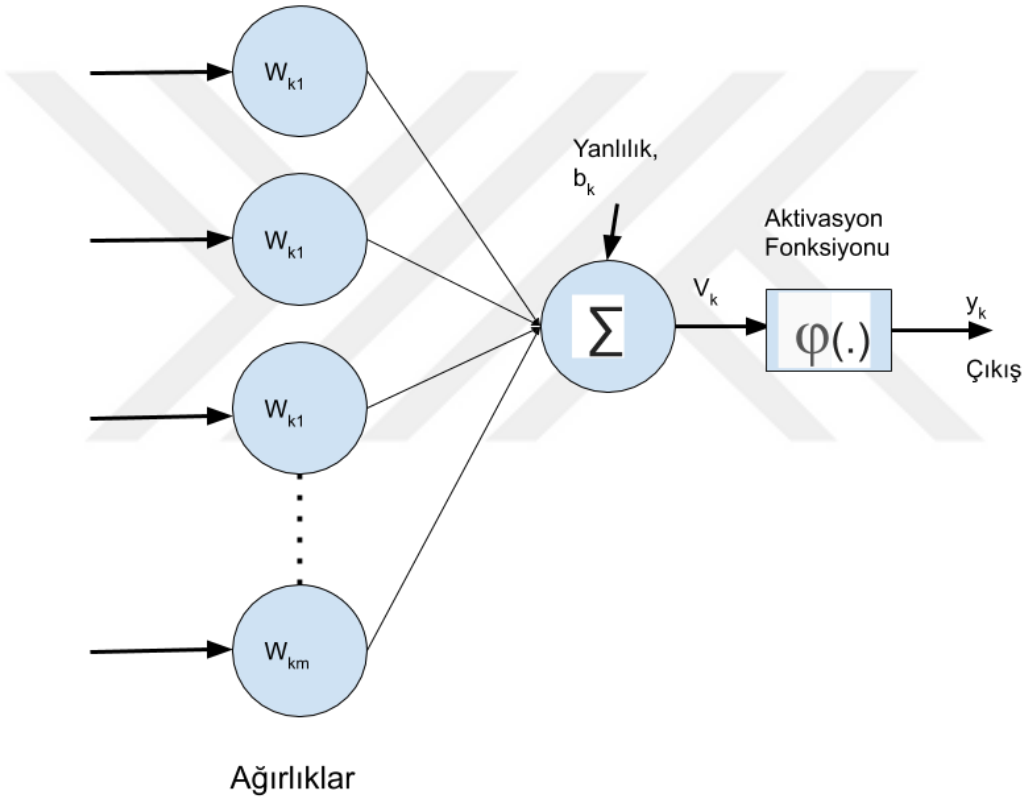 W_k1
W_k1
W_k1
W_km
Ağırlıklar
Yanlılık,
b_k
Σ
V_k
Aktivasyon
Fonksiyonu
φ(.)
y_k
Çıkış